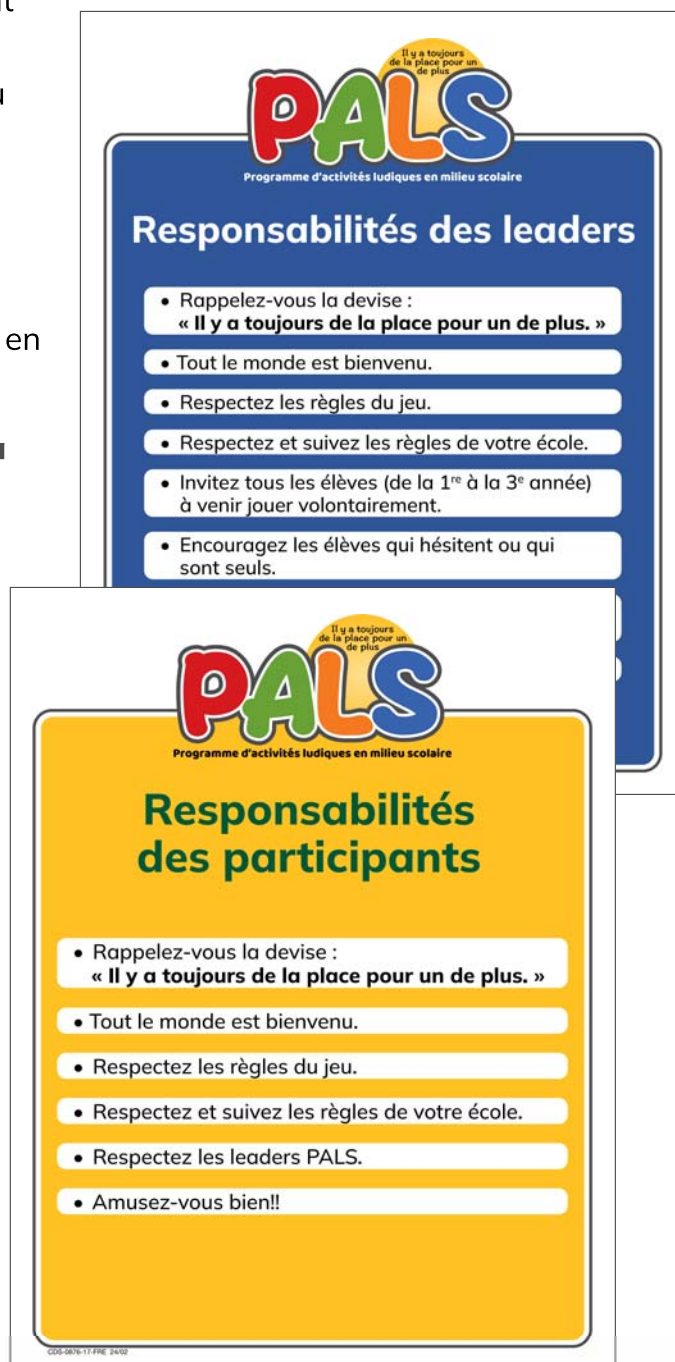 en
Il y a toujours
de la place pour un
de plus
PALS
Programme d'activités ludiques en milieu scolaire
Responsabilités des leaders
• Rappelez-vous la devise :
« Il y a toujours de la place pour un de plus. »
• Tout le monde est bienvenu.
• Respectez les règles du jeu.
• Respectez et suivez les règles de votre école.
• Invitez tous les élèves (de la 1re à la 3e année)
à venir jouer volontairement.
• Encouragez les élèves qui hésitent ou qui
sont seuls.
Il y a toujours
de la place pour un
de plus
PALS
Programme d'activités ludiques en milieu scolaire
Responsabilités
des participants
• Rappelez-vous la devise :
« Il y a toujours de la place pour un de plus. »
• Tout le monde est bienvenu.
• Respectez les règles du jeu.
• Respectez et suivez les règles de votre école.
• Respectez les leaders PALS.
• Amusez-vous bien!!
CDS-0876-17-FRE 24/02